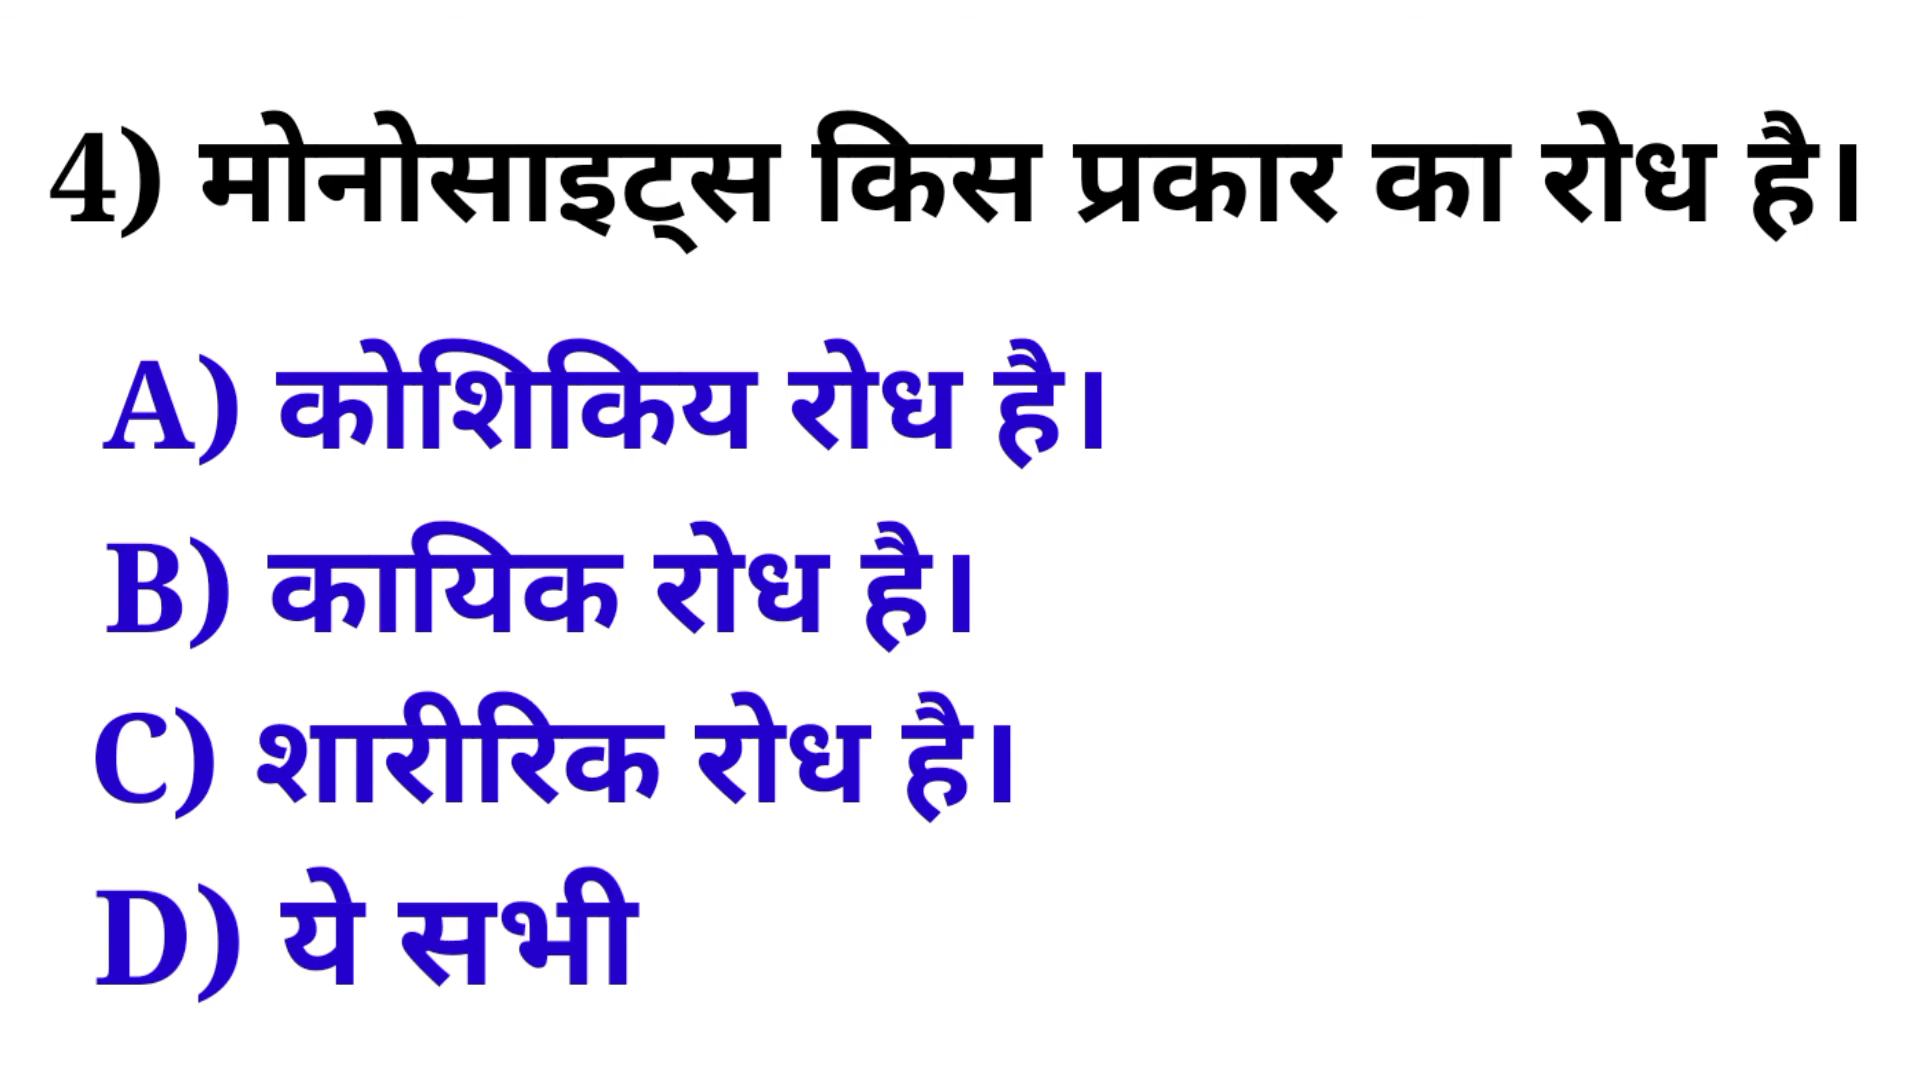 4) मोनोसाइट्स किस प्रकार का रोध है।
A) कोशिकिय रोध है।
B) कायिक रोध है।
C) शारीरिक रोध है।
D) ये सभी